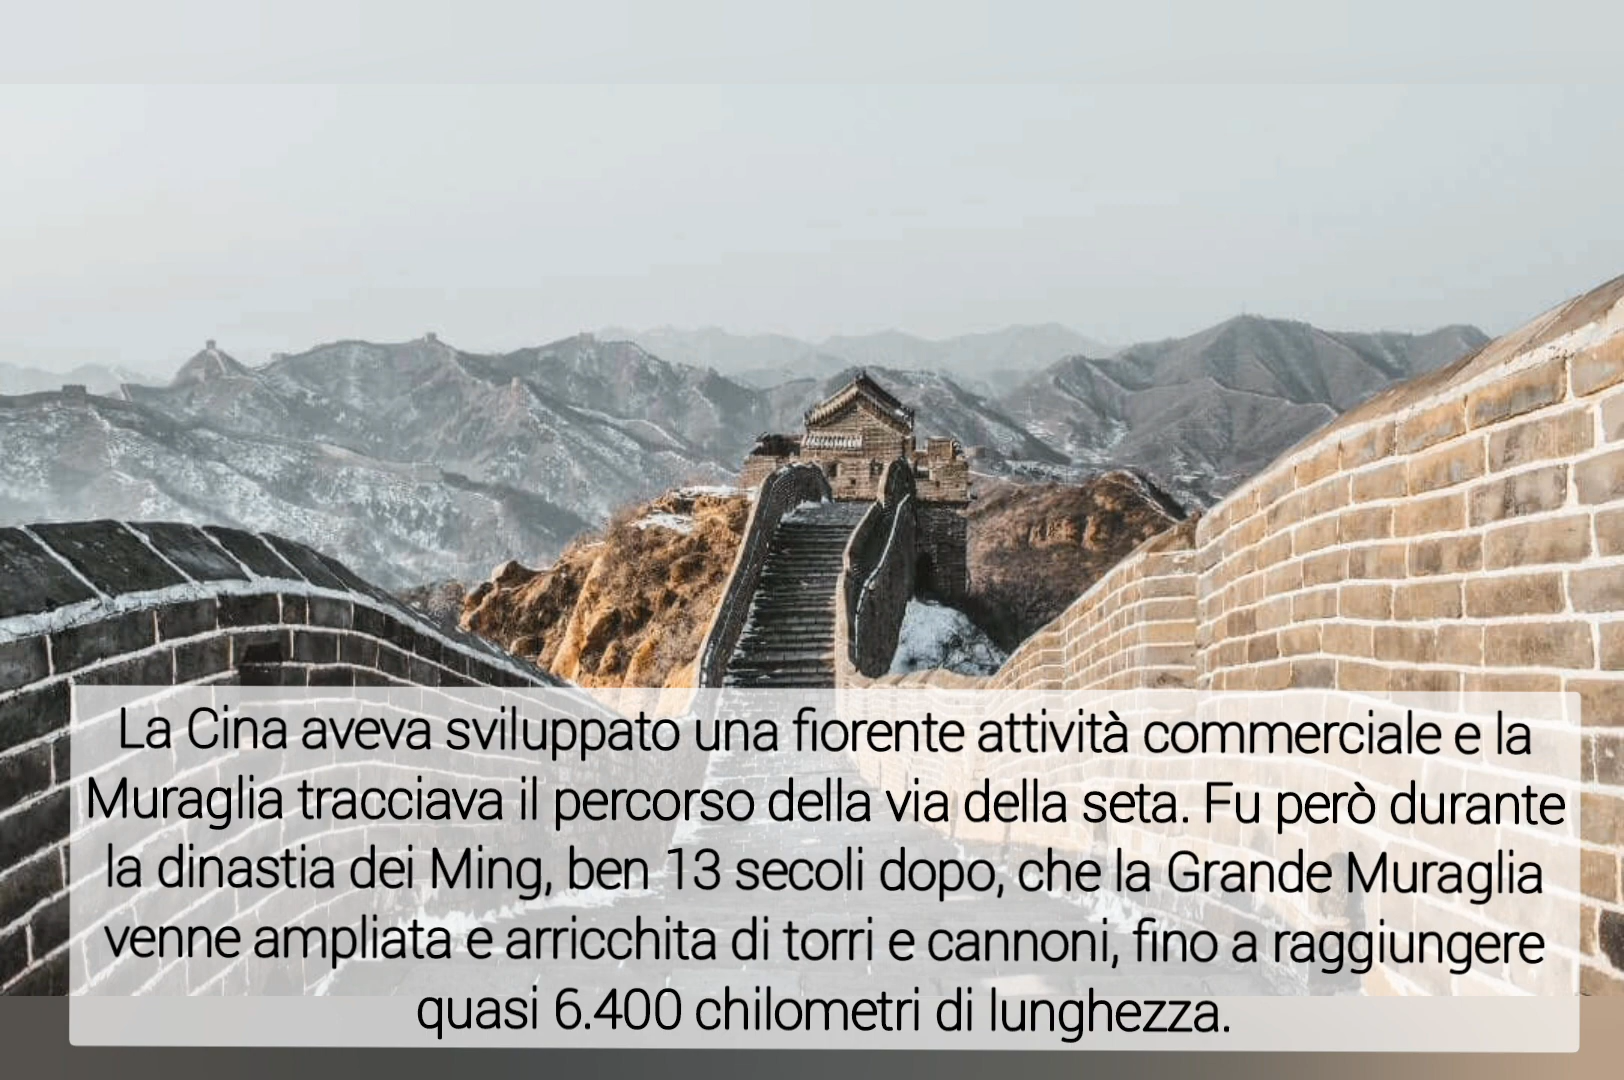 La Cina aveva sviluppato una fiorente attività commerciale e la
Muraglia tracciava il percorso della via della seta. Fu però durante
la dinastia dei Ming, ben 13 secoli dopo, che la Grande Muraglia
venne ampliata e arricchita di torri e cannoni, fino a raggiungere
quasi 6.400 chilometri di lunghezza.